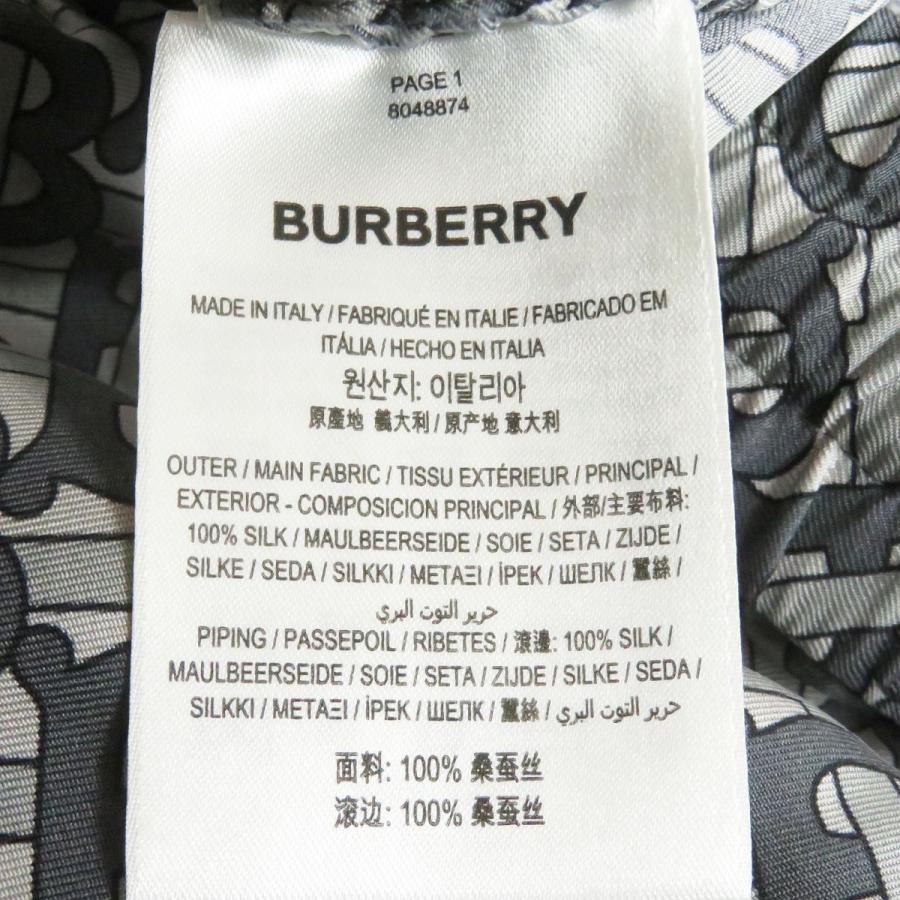 PAGE 1
8048874
BURBERRY
MADE IN ITALY / FABRIQUÉ EN ITALIE / FABRICADO EM
ITÁLIA / HECHO EN ITALIA
원산지: 이탈리아
原產地 義大利 / 原产地 意大利
OUTER / MAIN FABRIC / TISSU EXTÉRIEUR / PRINCIPAL /
EXTERIOR - COMPOSICION PRINCIPAL / 外部/主要布料:
100% SILK / MAULBEERSEIDE / SOIE / SETA / ZIJDE /
SILKE / SEDA / SILKKI / ΜΕΤΑΞΙ / İPEK / ШЕЛК / 蠶絲 /
حرير التوت البري
PIPING / PASSEPOIL / RIBETES / 滾邊: 100% SILK /
MAULBEERSEIDE / SOIE / SETA / ZIJDE / SILKE / SEDA /
SILKKI / ΜΕΤΑΞΙ / İPEK / ШЕЛК / 蠶絲 / حرير التوت البري
面料: 100% 桑蚕丝
滚边: 100% 桑蚕丝